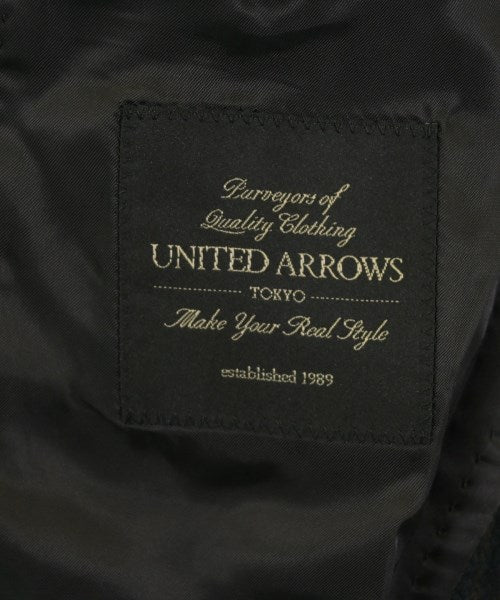 Purveyors of
Quality Clothing
UNITED ARROWS
TOKYO
Make Your Real Style
established 1989